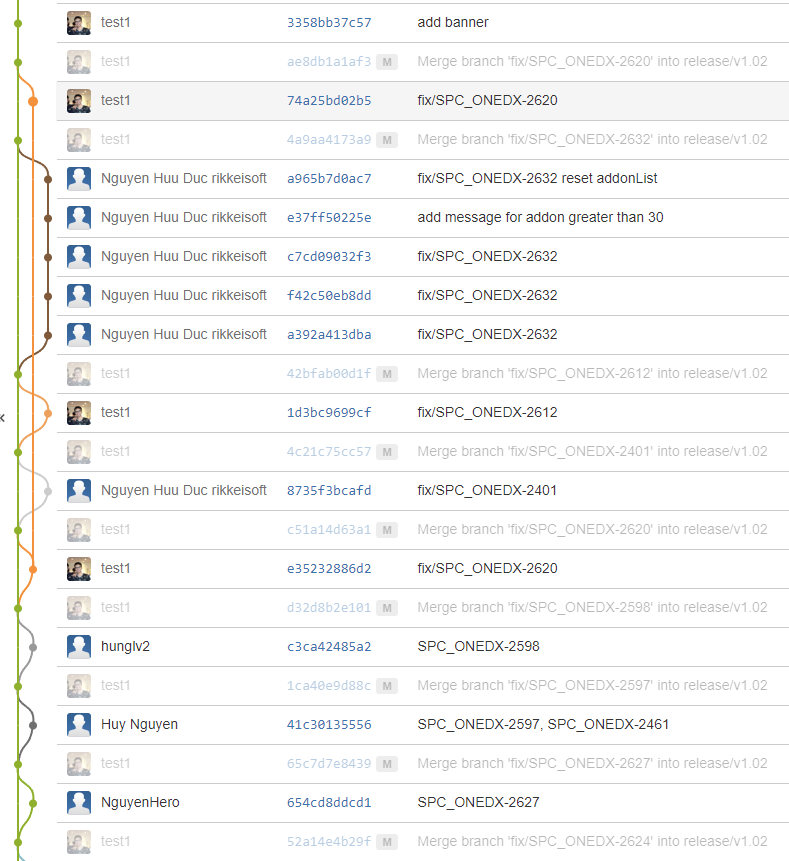 test1 3358bb37c57 add banner
test1 ae8db1a1af3 M Merge branch 'fix/SPC_ONEDX-2620' into release/v1.02
test1 74a25bd02b5 fix/SPC_ONEDX-2620
test1 4a9aa4173a9 M Merge branch 'fix/SPC_ONEDX-2632' into release/v1.02
Nguyen Huu Duc rikkeisoft a965b7d0ac7 fix/SPC_ONEDX-2632 reset addonList
Nguyen Huu Duc rikkeisoft e37ff50225e add message for addon greater than 30
Nguyen Huu Duc rikkeisoft c7cd09032f3 fix/SPC_ONEDX-2632
Nguyen Huu Duc rikkeisoft f42c50eb8dd fix/SPC_ONEDX-2632
Nguyen Huu Duc rikkeisoft a392a413dba fix/SPC_ONEDX-2632
test1 42bfab00d1f M Merge branch 'fix/SPC_ONEDX-2612' into release/v1.02
test1 1d3bc9699cf fix/SPC_ONEDX-2612
test1 4c21c75cc57 M Merge branch 'fix/SPC_ONEDX-2401' into release/v1.02
Nguyen Huu Duc rikkeisoft 8735f3bcafd fix/SPC_ONEDX-2401
test1 c51a14d63a1 M Merge branch 'fix/SPC_ONEDX-2620' into release/v1.02
test1 e35232886d2 fix/SPC_ONEDX-2620
test1 d32d8b2e101 M Merge branch 'fix/SPC_ONEDX-2598' into release/v1.02
hunglv2 c3ca42485a2 SPC_ONEDX-2598
test1 1ca40e9d88c M Merge branch 'fix/SPC_ONEDX-2597' into release/v1.02
Huy Nguyen 41c30135556 SPC_ONEDX-2597, SPC_ONEDX-2461
test1 65c7d7e8439 M Merge branch 'fix/SPC_ONEDX-2627' into release/v1.02
NguyenHero 654cd8ddcd1 SPC_ONEDX-2627
test1 52a14e4b29f M Merge branch 'fix/SPC_ONEDX-2624' into release/v1.02